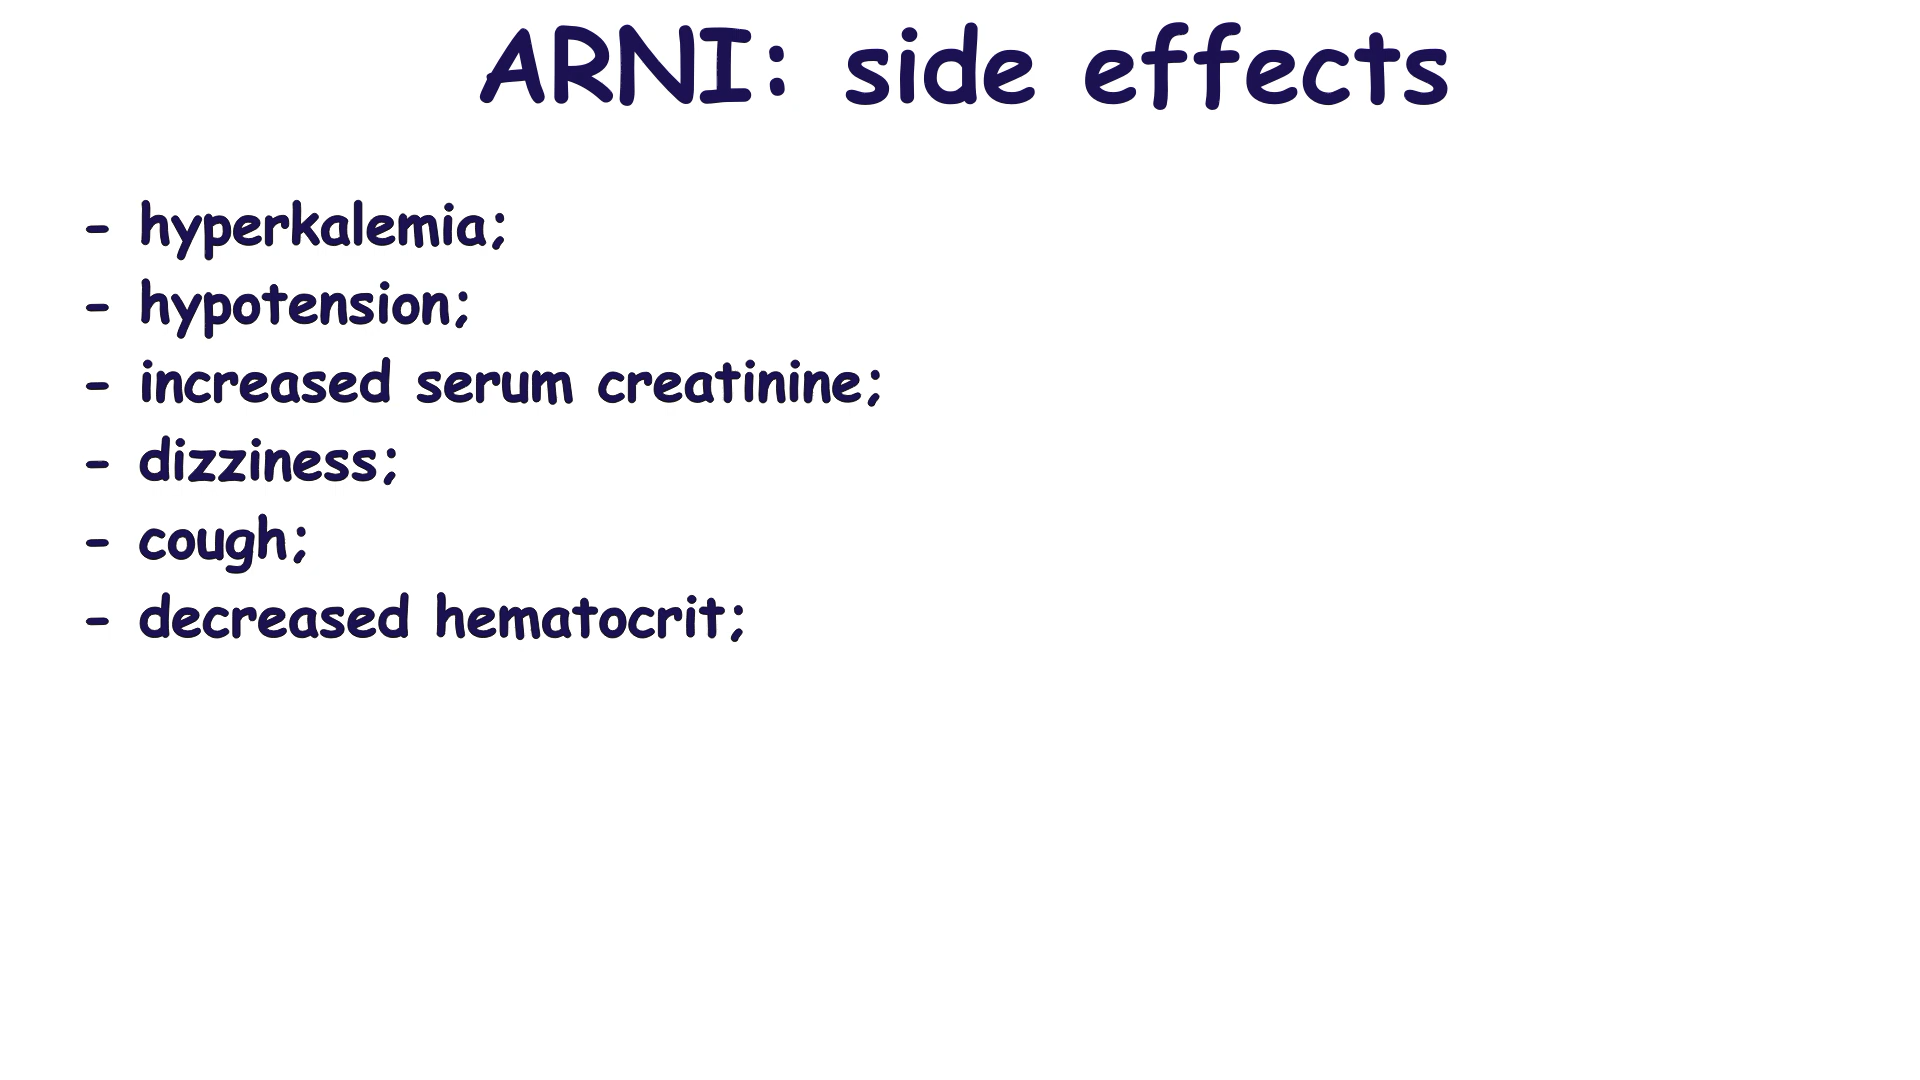 ARNI: side effects
- hyperkalemia;
- hypotension;
- increased serum creatinine;
- dizziness;
- cough;
- decreased hematocrit;